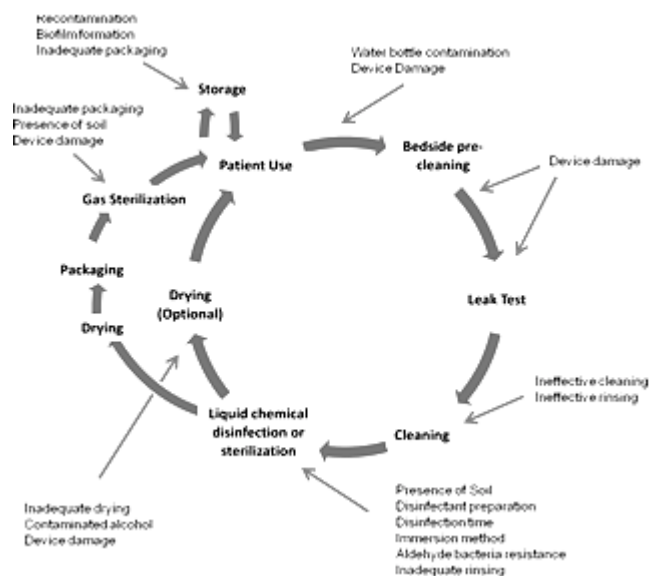 Recontamination
Biofilm formation
Inadequate packaging
Storage
Water bottle contamination
Device Damage
Inadequate packaging
Presence of soil
Device damage
Patient Use
Bedside pre-
cleaning
Device damage
Gas Sterilization
Packaging
Drying
(Optional)
Leak Test
Drying
Ineffective cleaning
Ineffective rinsing
Liquid chemical
disinfection or
sterilization
Cleaning
Inadequate drying
Contaminated alcohol
Device damage
Presence of Soil
Disinfectant preparation
Disinfection time
Immersion method
Aldehyde bacteria resistance
Inadequate rinsing